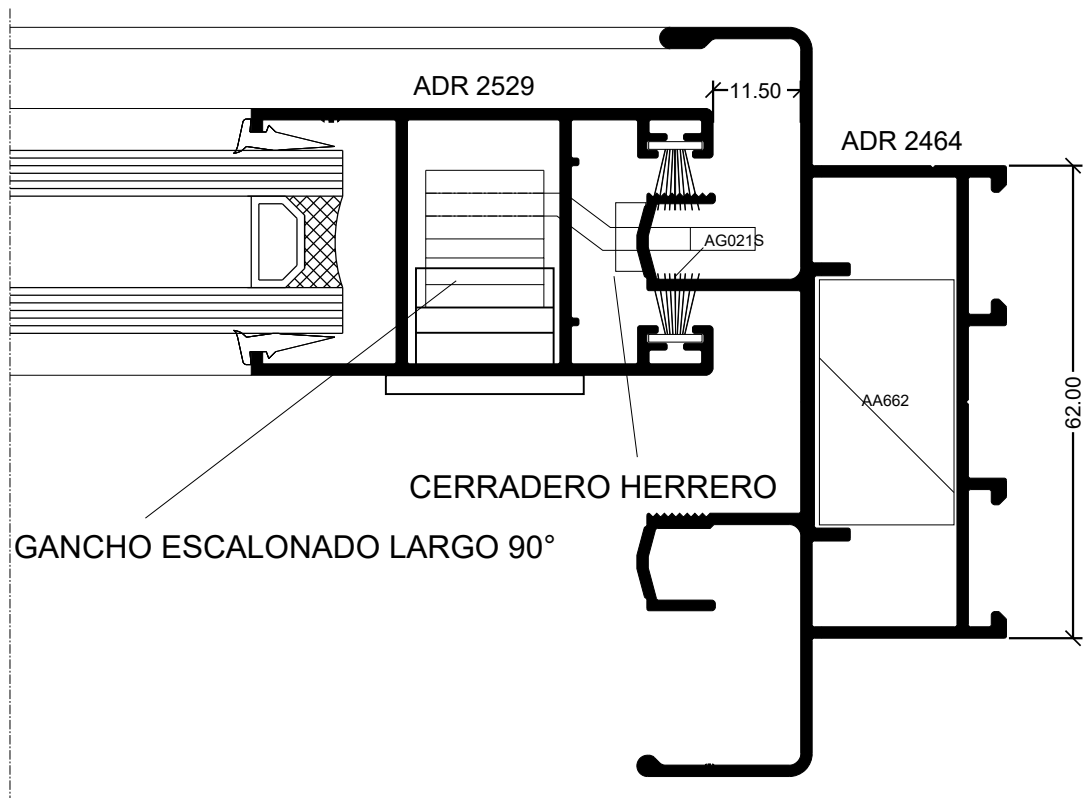 ADR 2529
11.50
ADR 2464
AG021S
AA662
62.00
CERRADERO HERRERO
GANCHO ESCALONADO LARGO 90°